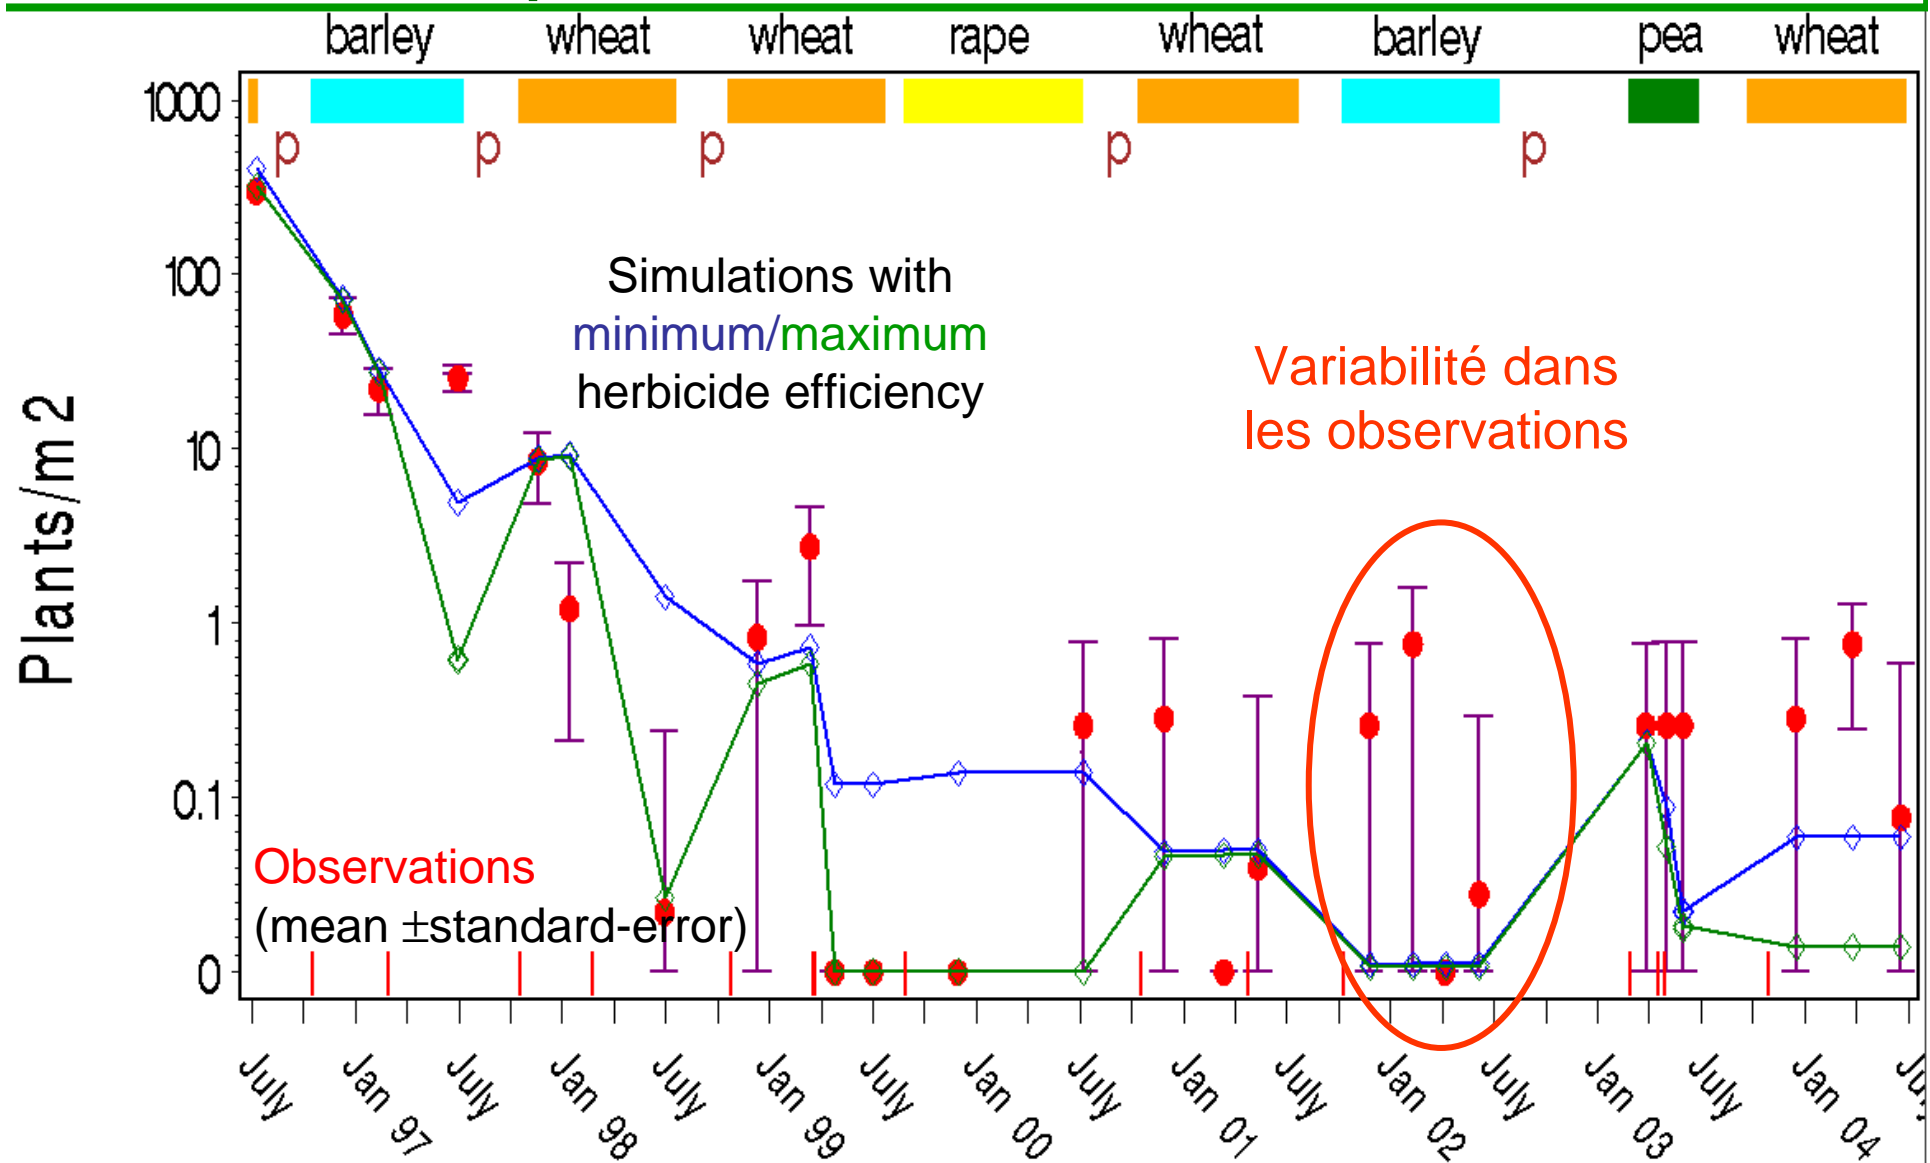 barley wheat wheat rape wheat barley pea wheat
1000
p p p p p
100
Simulations with
minimum/maximum
herbicide efficiency
Variabilité dans
les observations
Plants/m2
10
1
0.1
Observations
(mean ±standard-error)
0
July Jan July Jan July Jan July Jan July Jan July Jan July Jan July Jan
97 98 99 00 01 02 03 04